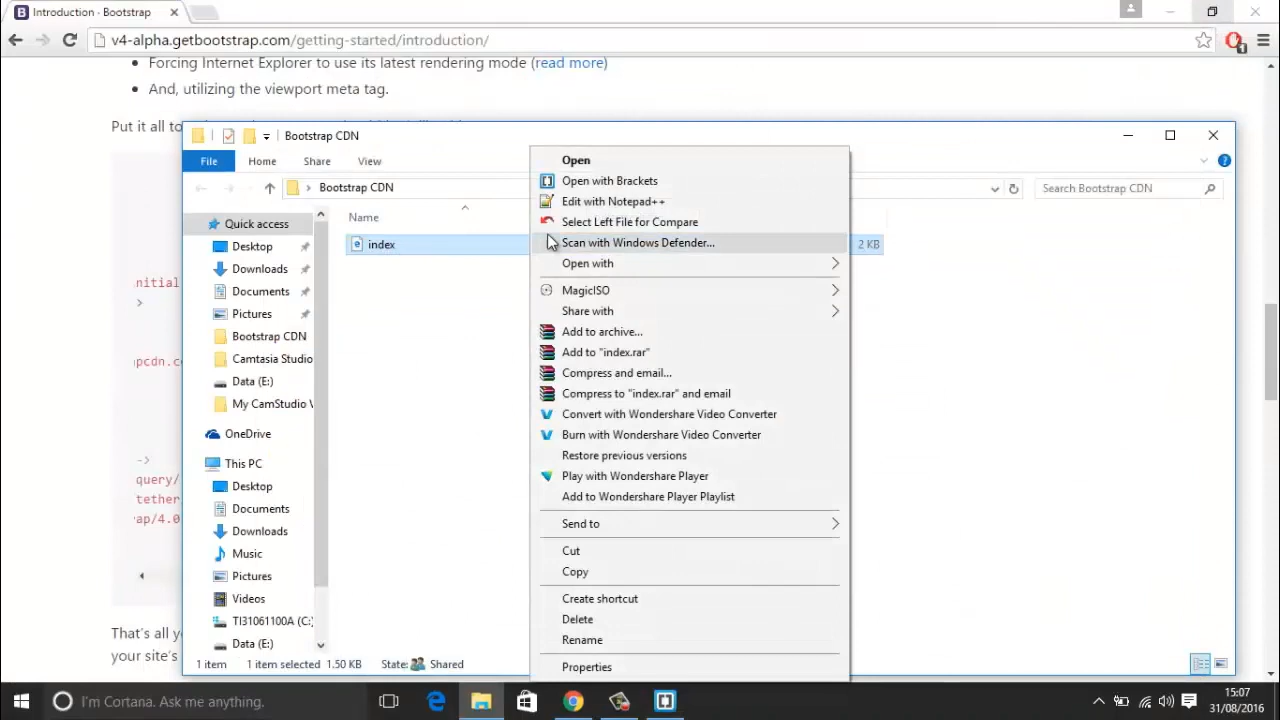 Introduction - Bootstrap
v4-alpha.getbootstrap.com/getting-started/introduction/
Forcing Internet Explorer to use its latest rendering mode (read more)
And, utilizing the viewport meta tag.
Put it all to
Bootstrap CDN
File Home Share View
Bootstrap CDN
Search Bootstrap CDN
Name
index
2 KB
Quick access
Desktop
Downloads
Documents
Pictures
Bootstrap CDN
Camtasia Studio
Data (E:)
My CamStudio V
OneDrive
This PC
Desktop
Documents
Downloads
Music
Pictures
Videos
TI31061100A (C:)
Data (E:)
1 item 1 item selected 1.50 KB State: Shared
Open
Open with Brackets
Edit with Notepad++
Select Left File for Compare
Scan with Windows Defender...
Open with
MagicISO
Share with
Add to archive...
Add to "index.rar"
Compress and email...
Compress to "index.rar" and email
Convert with Wondershare Video Converter
Burn with Wondershare Video Converter
Restore previous versions
Play with Wondershare Player
Add to Wondershare Player Playlist
Send to
Cut
Copy
Create shortcut
Delete
Rename
Properties
nitial
>
apcdn.c
->
query/
tether
ap/4.0
That's all y
your site's
I'm Cortana. Ask me anything.
15:07
31/08/2016